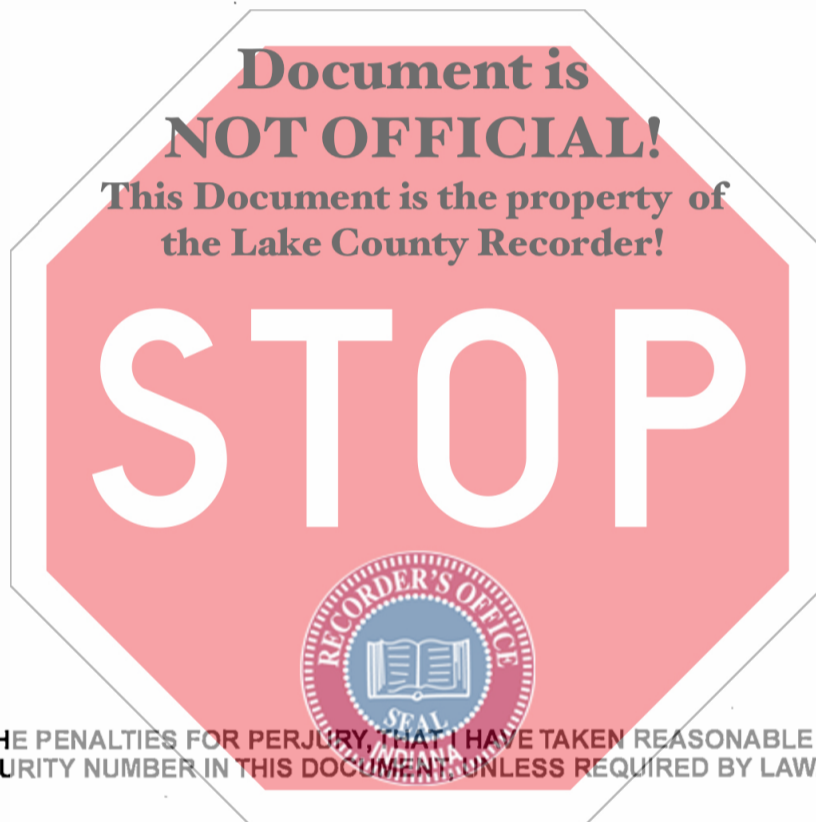 Document is
NOT OFFICIAL!
This Document is the property of
the Lake County Recorder!
STOP
RECORDER'S OFFICE
SEAL
INDIANA
HE PENALTIES FOR PERJURY, THAT I HAVE TAKEN REASONABLE
URITY NUMBER IN THIS DOCUMENT, UNLESS REQUIRED BY LAW